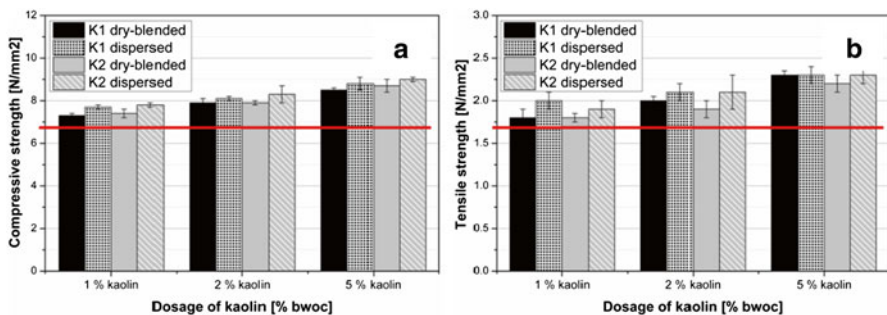 Compressive strength [N/mm2]
12
10
8
6
4
2
0
K1 dry-blended
K1 dispersed
K2 dry-blended
K2 dispersed
a
1 % kaolin
2 % kaolin
5 % kaolin
Dosage of kaolin [% bwoc]
Tensile strength [N/mm2]
3.0
2.5
2.0
1.5
1.0
0.5
0.0
K1 dry-blended
K1 dispersed
K2 dry-blended
K2 dispersed
b
1 % kaolin
2 % kaolin
5 % kaolin
Dosage of kaolin [% bwoc]